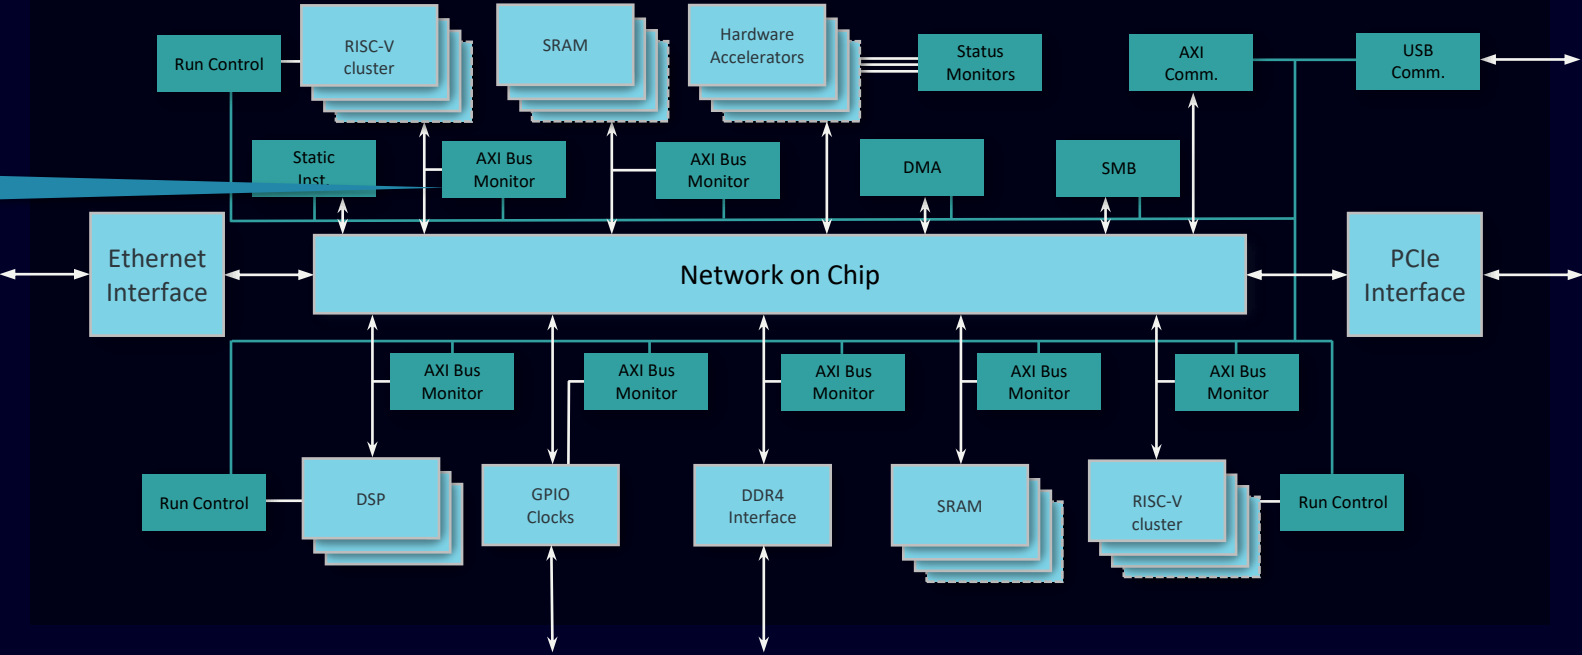 Run Control
RISC-V
cluster
SRAM
Hardware
Accelerators
Status
Monitors
AXI
Comm.
USB
Comm.
Static
Inst.
AXI Bus
Monitor
AXI Bus
Monitor
DMA
SMB
Ethernet
Interface
Network on Chip
PCIe
Interface
AXI Bus
Monitor
AXI Bus
Monitor
AXI Bus
Monitor
AXI Bus
Monitor
AXI Bus
Monitor
Run Control
DSP
GPIO
Clocks
DDR4
Interface
SRAM
RISC-V
cluster
Run Control